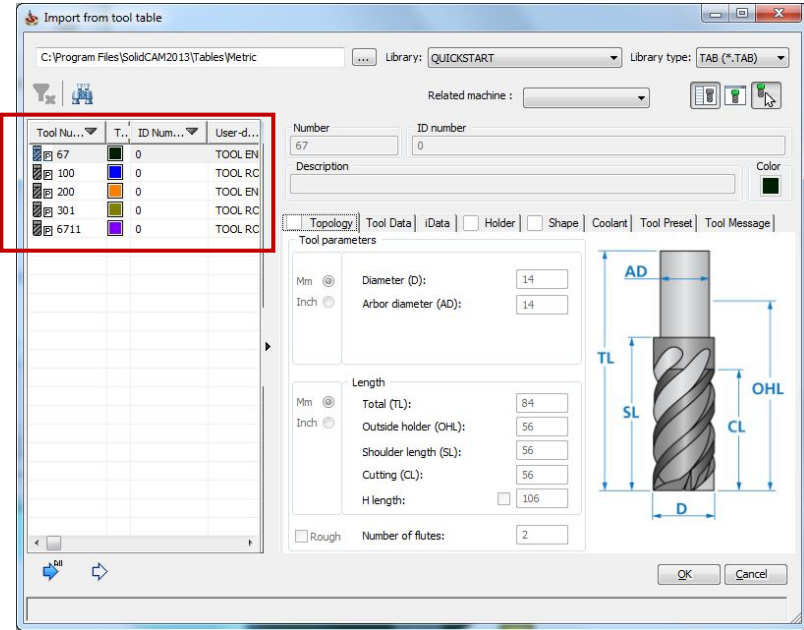 Import from tool table
C:\Program Files\SolidCAM2013\Tables\Metric ... Library: QUICKSTART Library type: TAB (*.TAB)
Related machine :
Tool Nu... T.. ID Num... User-d...
67 0 TOOL EN
100 0 TOOL RO
200 0 TOOL EN
301 0 TOOL RO
6711 0 TOOL RO
Number ID number
67 0
Description Color
Topology Tool Data iData Holder Shape Coolant Tool Preset Tool Message
Tool parameters
Mm Diameter (D): 14
Inch Arbor diameter (AD): 14
Length
Mm Total (TL): 84
Inch Outside holder (OHL): 56
Shoulder length (SL): 56
Cutting (CL): 56
H length: 106
Rough Number of flutes: 2
AD
TL
OHL
SL
CL
D
All
OK Cancel